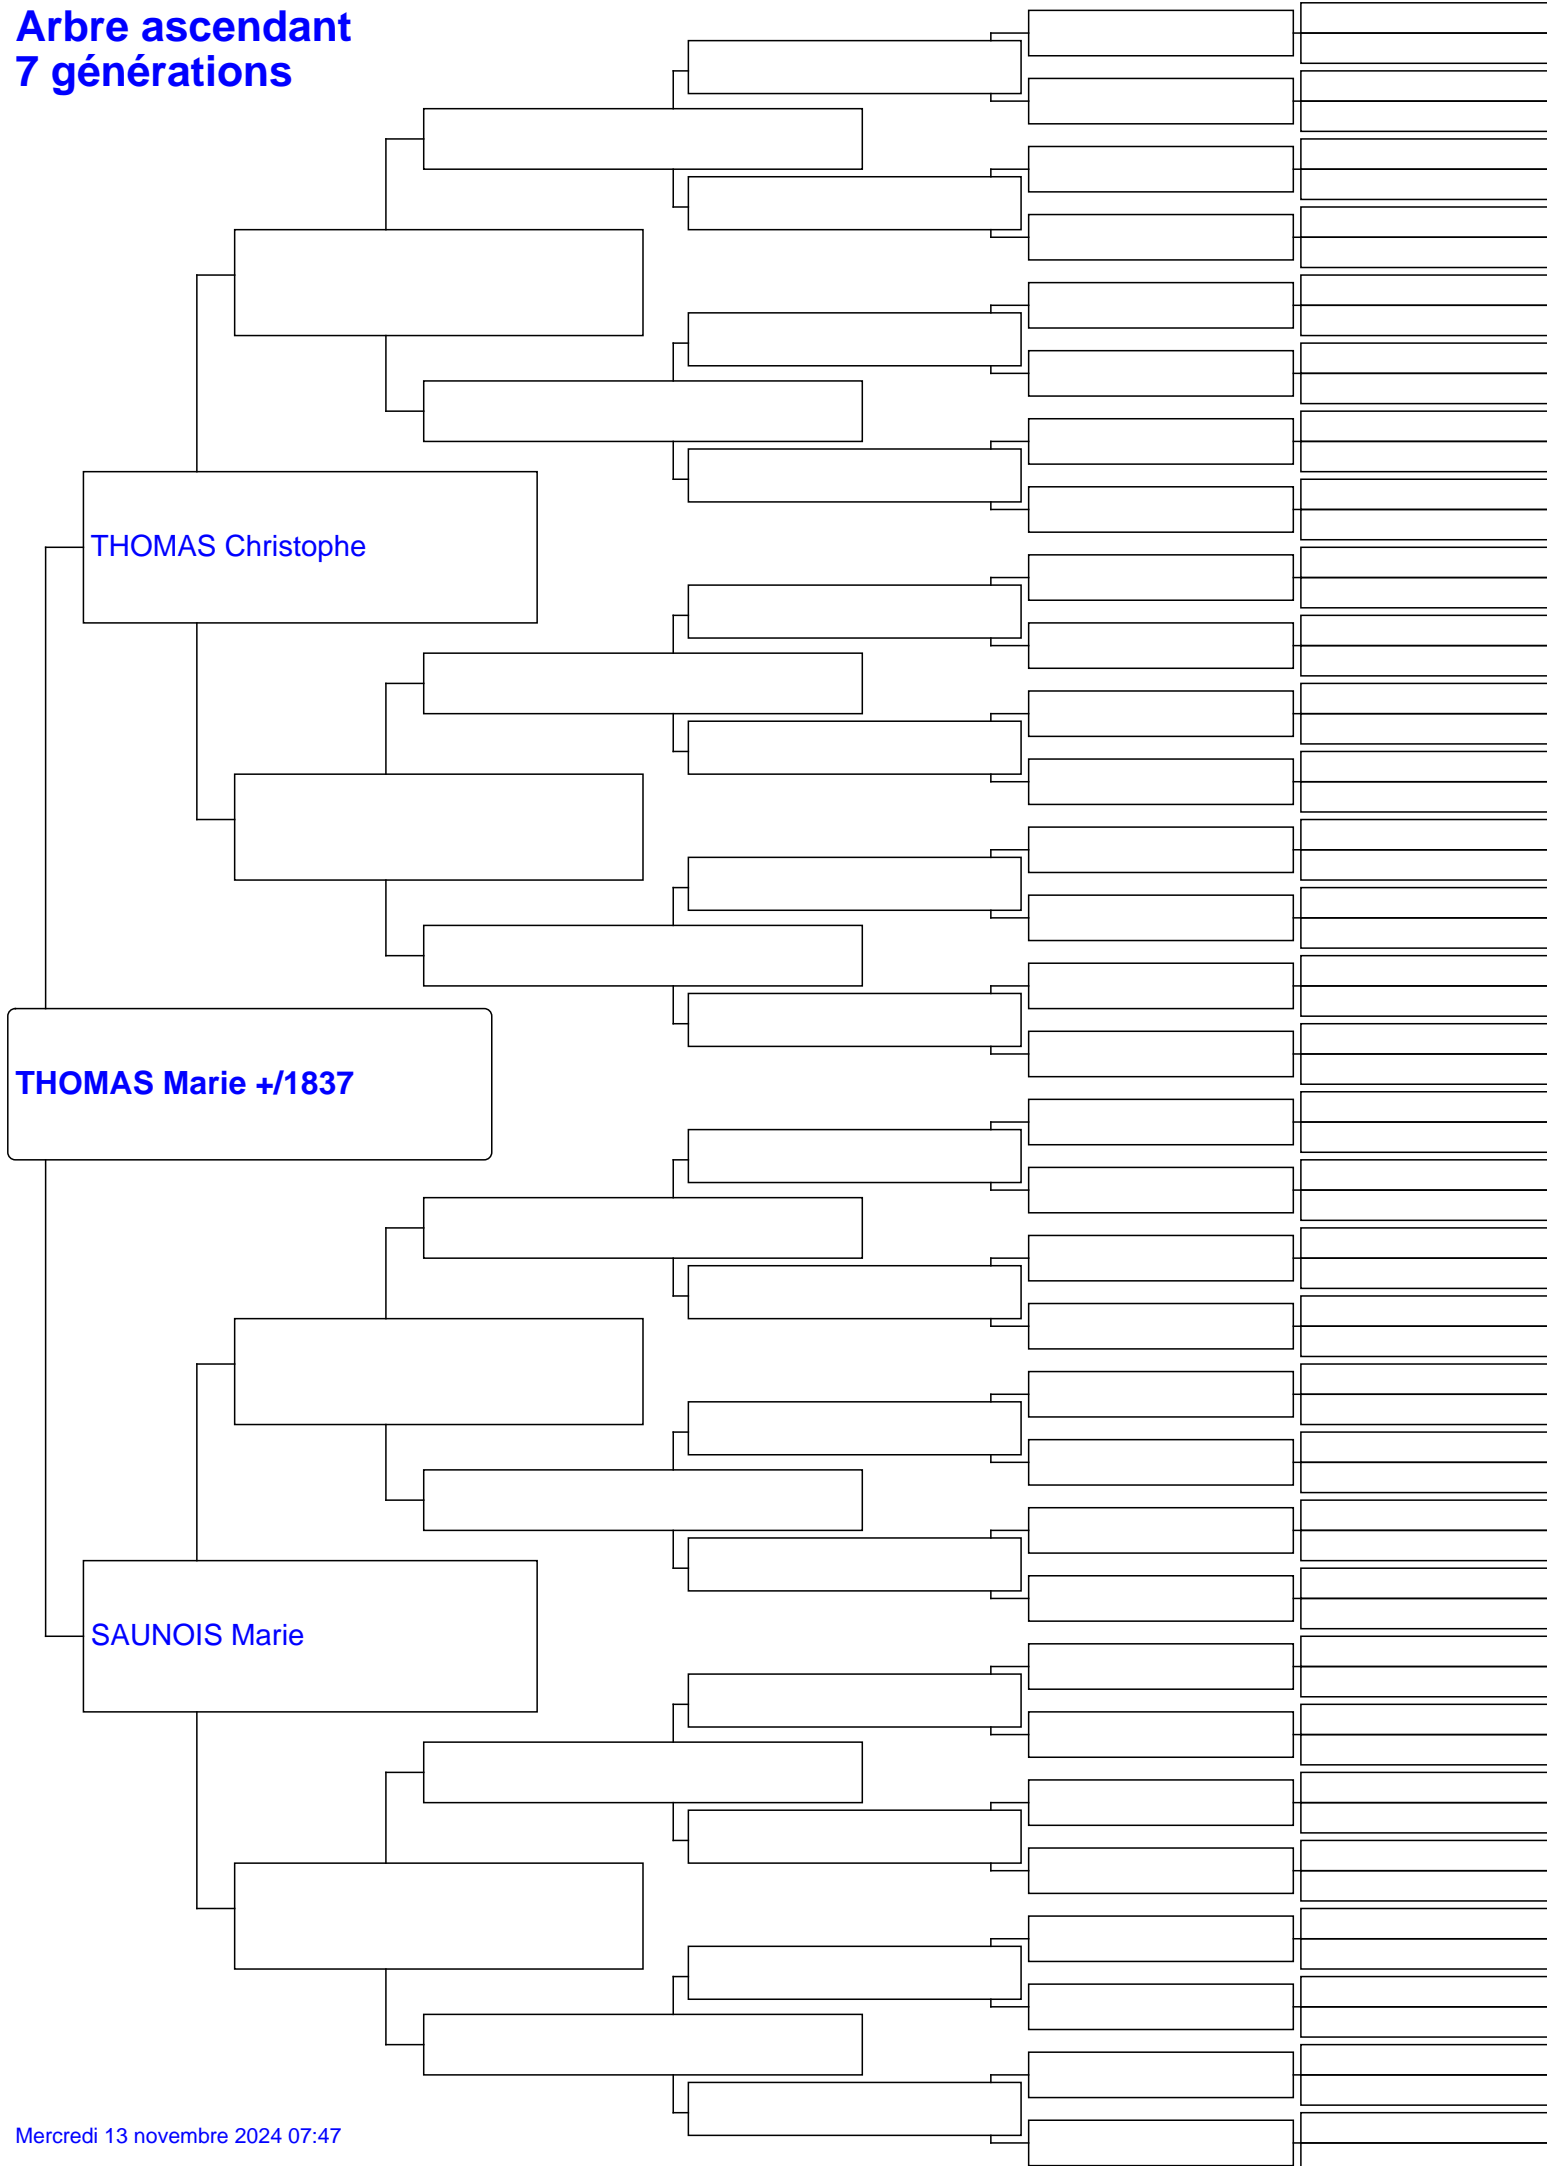 Arbre ascendant
7 générations
THOMAS Christophe
THOMAS Marie +/1837
SAUNOIS Marie
Mercredi 13 novembre 2024 07:47